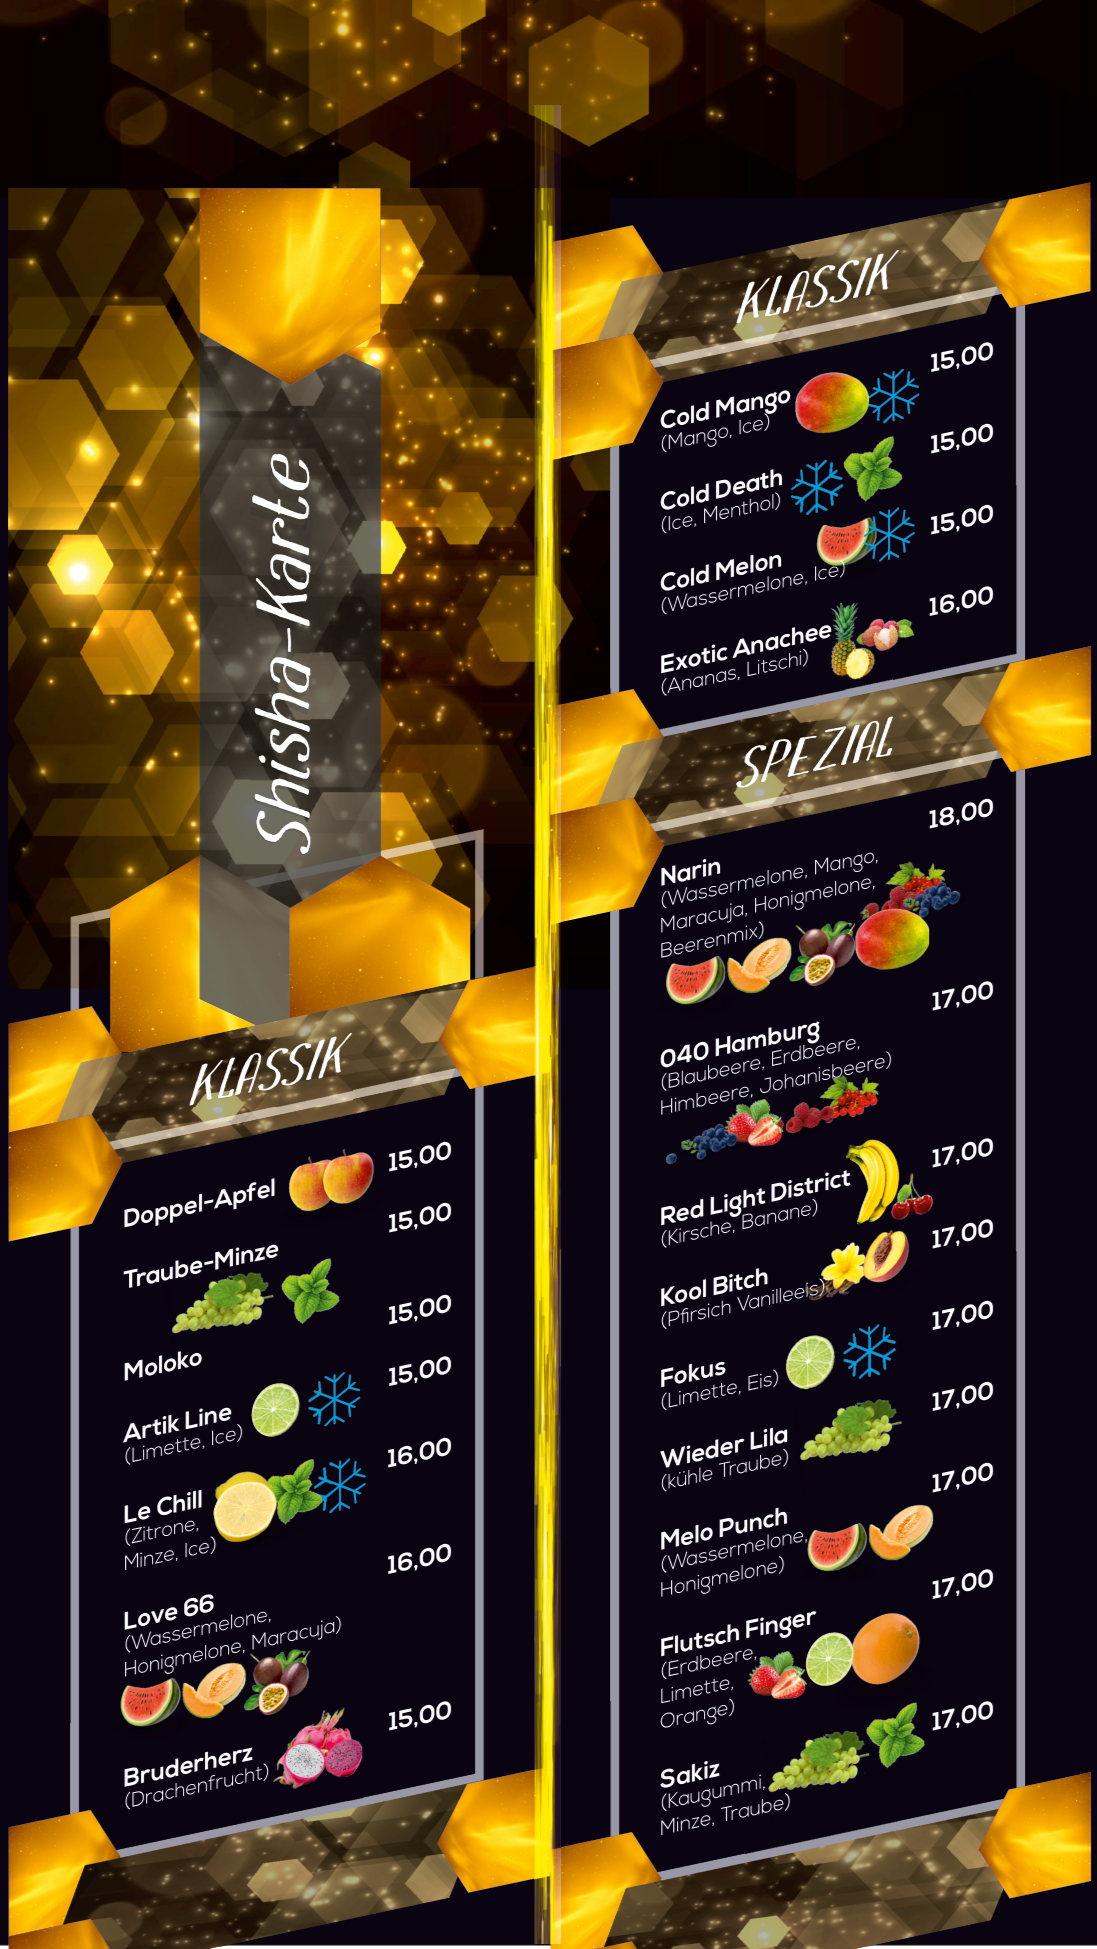 Shisha-Karte
KLASSIK
Doppel-Apfel 15,00
Traube-Minze 15,00
Moloko 15,00
Artik Line 15,00
(Limette, Ice)
Le Chill 16,00
(Zitrone,
Minze, Ice)
Love 66 16,00
(Wassermelone,
Honigmelone, Maracuja)
Bruderherz 15,00
(Drachenfrucht)
KLASSIK
Cold Mango 15,00
(Mango, Ice)
Cold Death 15,00
(Ice, Menthol)
Cold Melon 15,00
(Wassermelone, Ice)
Exotic Anachee 16,00
(Ananas, Litschi)
SPEZIAL
Narin 18,00
(Wassermelone, Mango,
Maracuja, Honigmelone,
Beerenmix)
040 Hamburg 17,00
(Blaubeere, Erdbeere,
Himbeere, Johanisbeere)
Red Light District 17,00
(Kirsche, Banane)
Kool Bitch 17,00
(Pfirsich Vanilleeis)
Fokus 17,00
(Limette, Eis)
Wieder Lila 17,00
(kühle Traube)
Melo Punch 17,00
(Wassermelone,
Honigmelone)
Flutsch Finger 17,00
(Erdbeere,
Limette,
Orange)
Sakiz 17,00
(Kaugummi,
Minze, Traube)